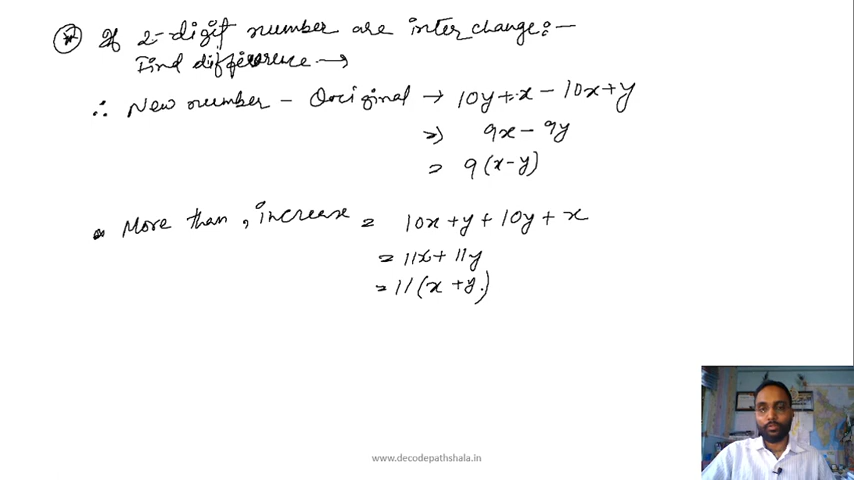 * If 2-digit number are interchange:-
Find difference →
∴ New number - Original → 10y + x - 10x + y
⇒ 9x - 9y
= 9(x-y)
More than, increase = 10x + y + 10y + x
= 11x + 11y
= 11(x + y)
www.decodepathshala.in